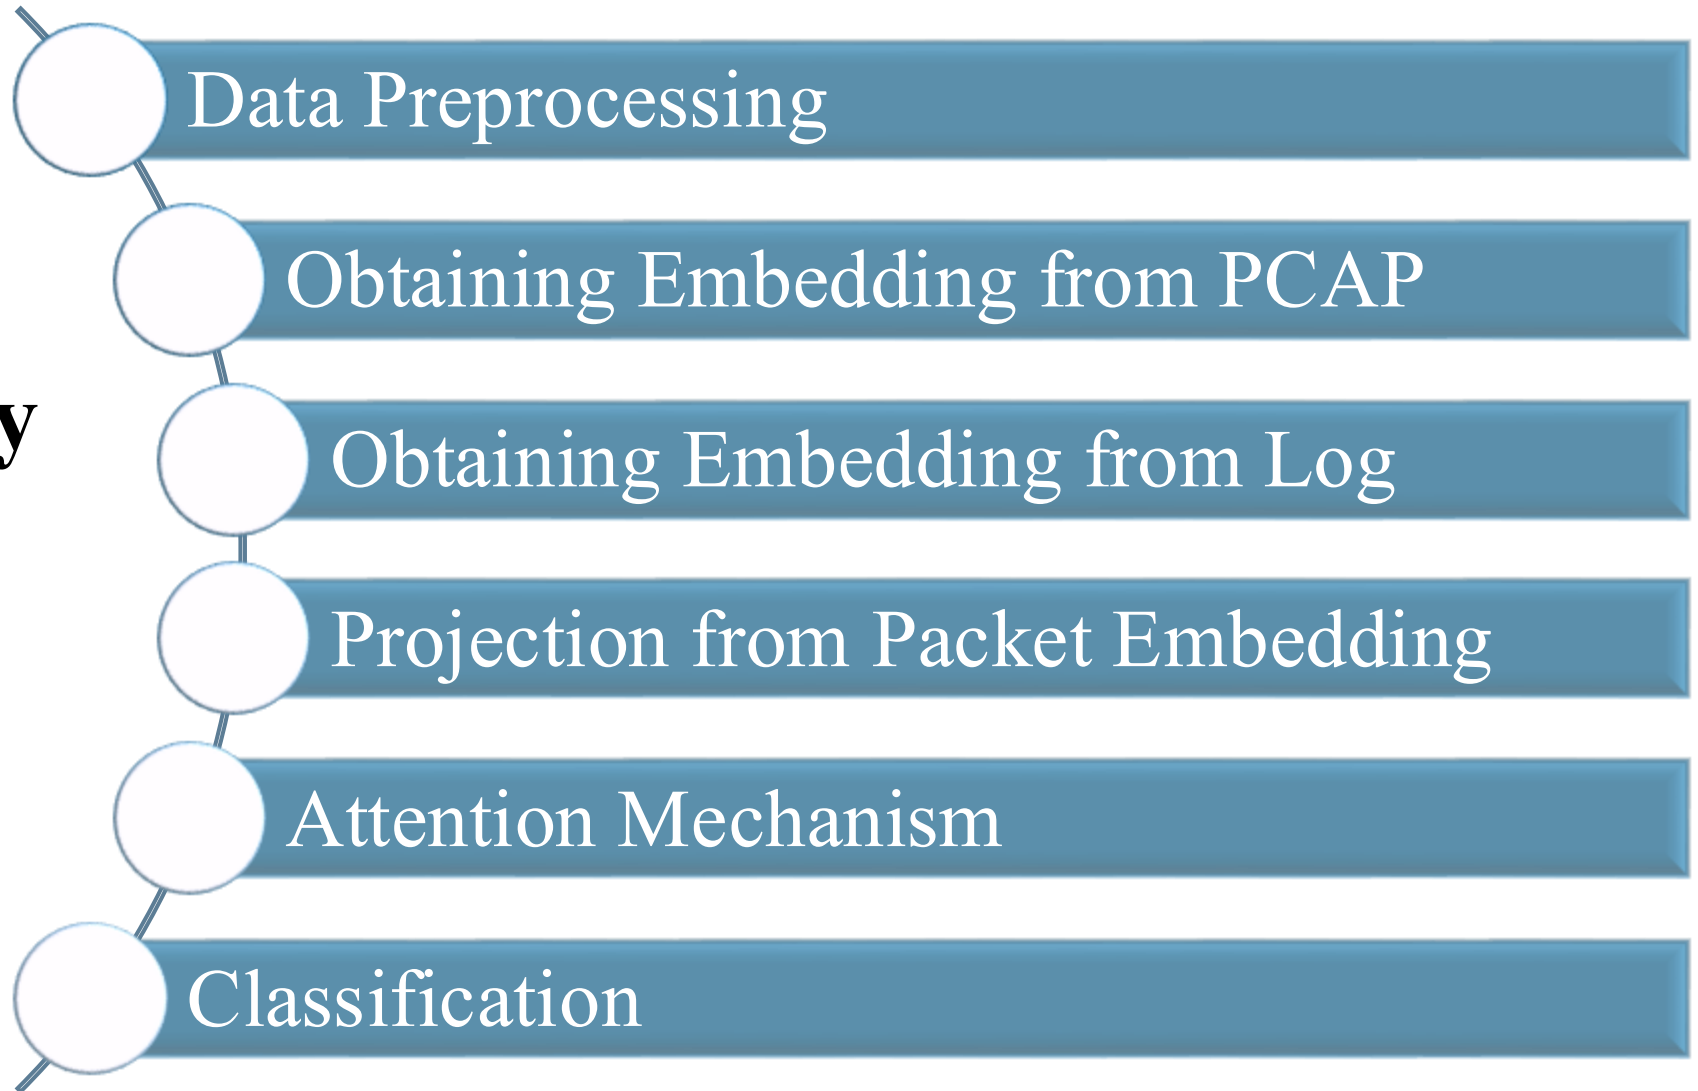 Data Preprocessing
Obtaining Embedding from PCAP
y
Obtaining Embedding from Log
Projection from Packet Embedding
Attention Mechanism
Classification